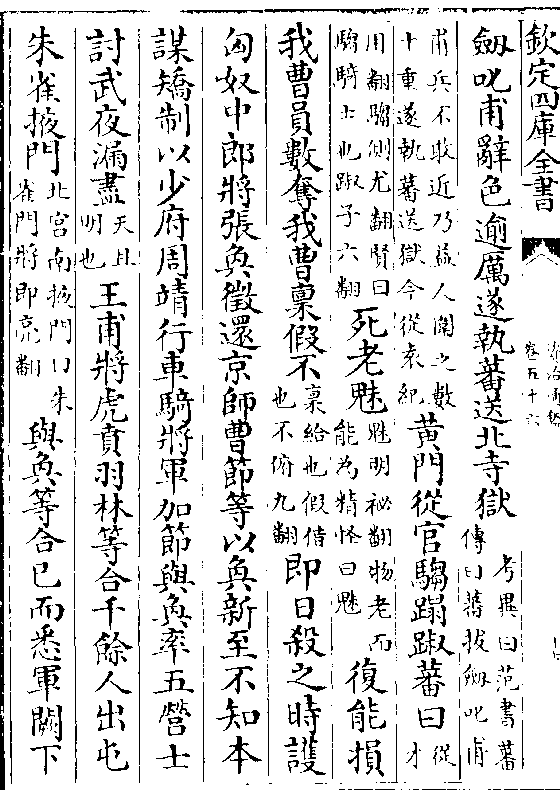 欽定四庫全書
卷五十六
劒叱甫辭色逾厲遂執蕃送北寺獄考異曰范書蕃傳曰蕃拔劒叱甫
甫兵不敢近乃益人圍之數十重遂執蕃送獄今從袁紀黃門從官騶蹋踧蕃曰從才
用翻騶側尤翻賢曰騶騎士也踧子六翻死老魅魅明祕翻物老而能為精怪曰魅復能損
我曹員數奪我曹稟假不稟給也假借也不俯九翻即日殺之時護
匈奴中郎將張奐徵還京師曹節等以奐新至不知本
謀矯制以少府周靖行車騎將軍加節與奐率五營士
討武夜漏盡天且明也王甫將虎賁羽林等合千餘人出屯
朱雀掖門北宮南掖門曰朱雀門將即亮翻與奐等合已而悉軍闕下